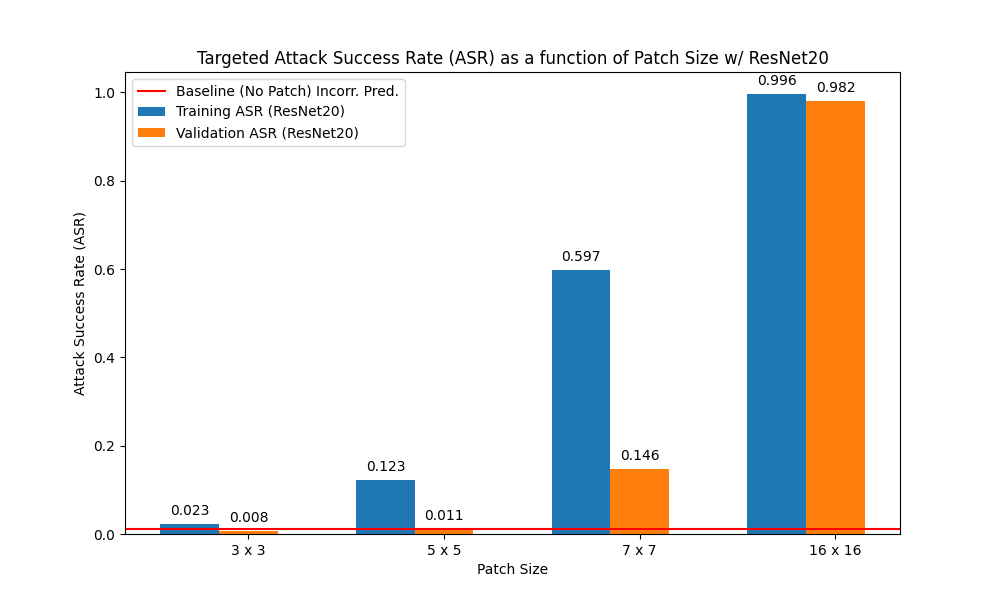 Targeted Attack Success Rate (ASR) as a function of Patch Size w/ ResNet20
Baseline (No Patch) Incorr. Pred.
Training ASR (ResNet20)
Validation ASR (ResNet20)
Attack Success Rate (ASR)
1.0
0.8
0.6
0.4
0.2
0.0
0.023
0.008
0.123
0.011
0.597
0.146
0.996
0.982
3 x 3
5 x 5
7 x 7
16 x 16
Patch Size